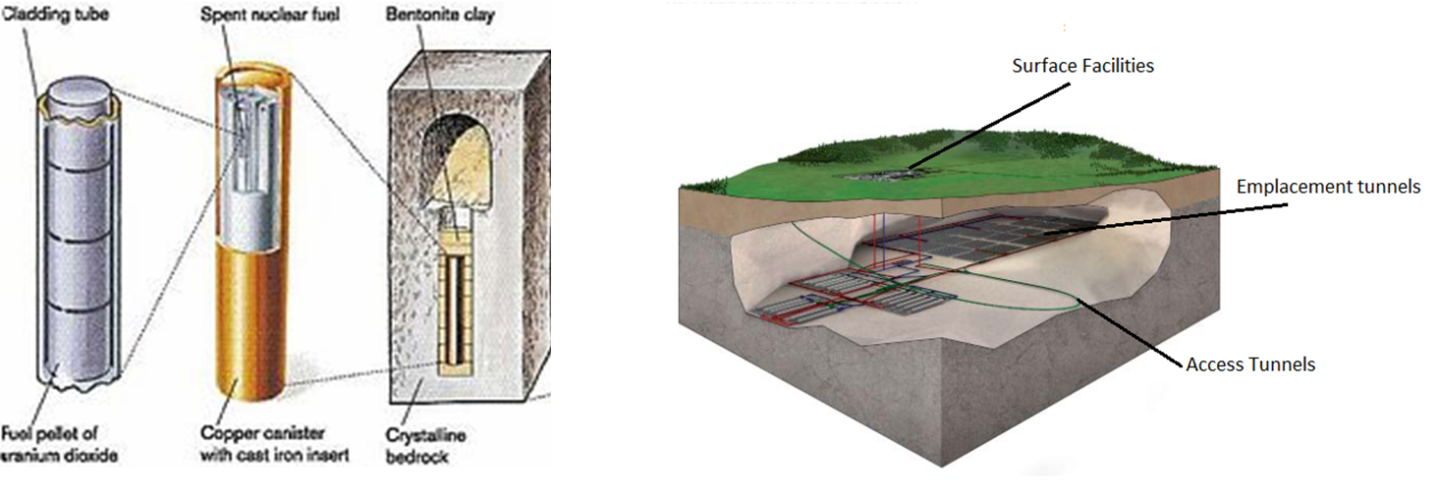 Cladding tube
Spent nuclear fuel
Bentonite clay
Fuel pellet of
uranium dioxide
Copper canister
with cast iron insert
Crystalline
bedrock
Surface Facilities
Emplacement tunnels
Access Tunnels